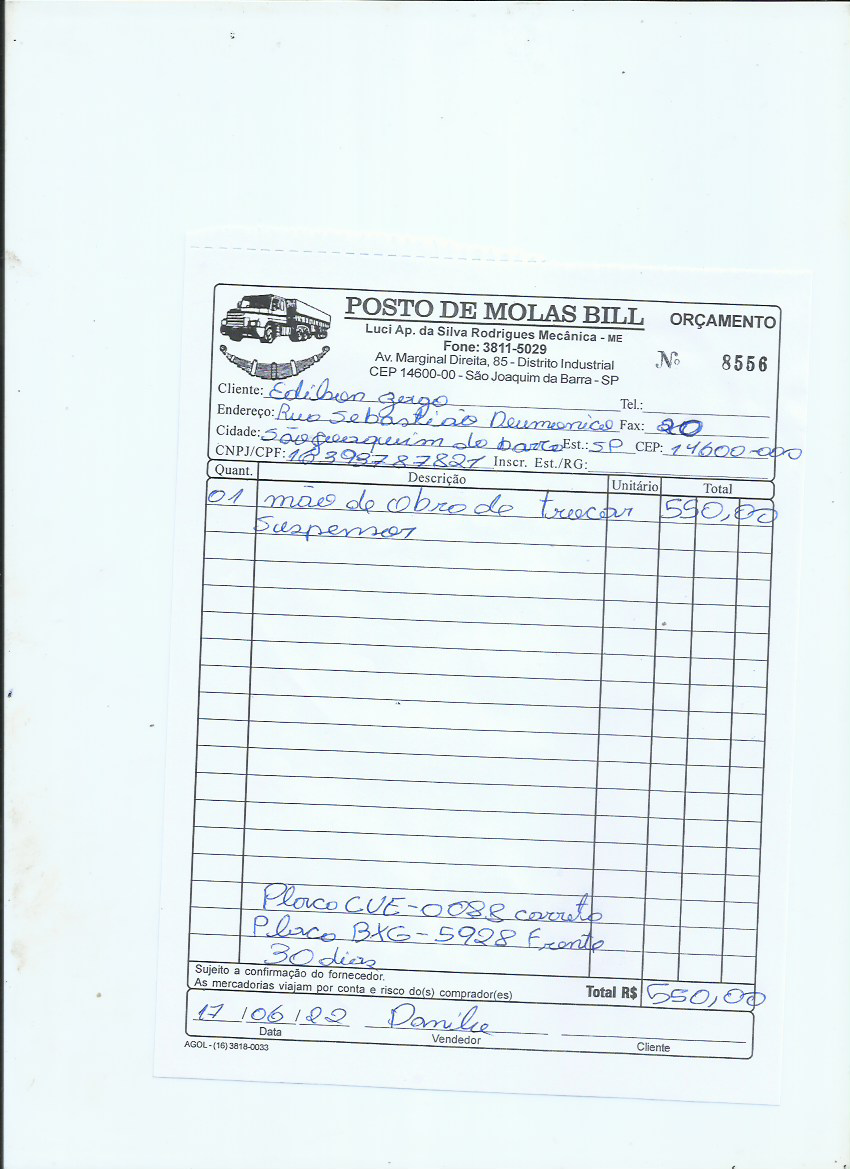 POSTO DE MOLAS BILL
ORÇAMENTO
Luci Ap. da Silva Rodrigues Mecânica - ME
Fone: 3811-5029
Av. Marginal Direita, 85 - Distrito Industrial
CEP 14600-00 - São Joaquim da Barra - SP
Nº 8556
Cliente: Edilson Tel.:
Endereço: Rua Sebastião Fax: 20
Cidade: São Joaquim da barra Est.: SP CEP: 14600-000
CNPJ/CPF: 16393787821 Inscr. Est./RG:
Quant. Descrição Unitário Total
01 mão de obra de trocar 550,00
Suspensor
Placa CUE-0088 carreta
Placa BXG-5928 Frente
30 dias
Sujeito a confirmação do fornecedor.
As mercadorias viajam por conta e risco do(s) comprador(es)
Total R$ 550,00
17/06/22
Data Vendedor Cliente
AGOL - (16) 3818-0033